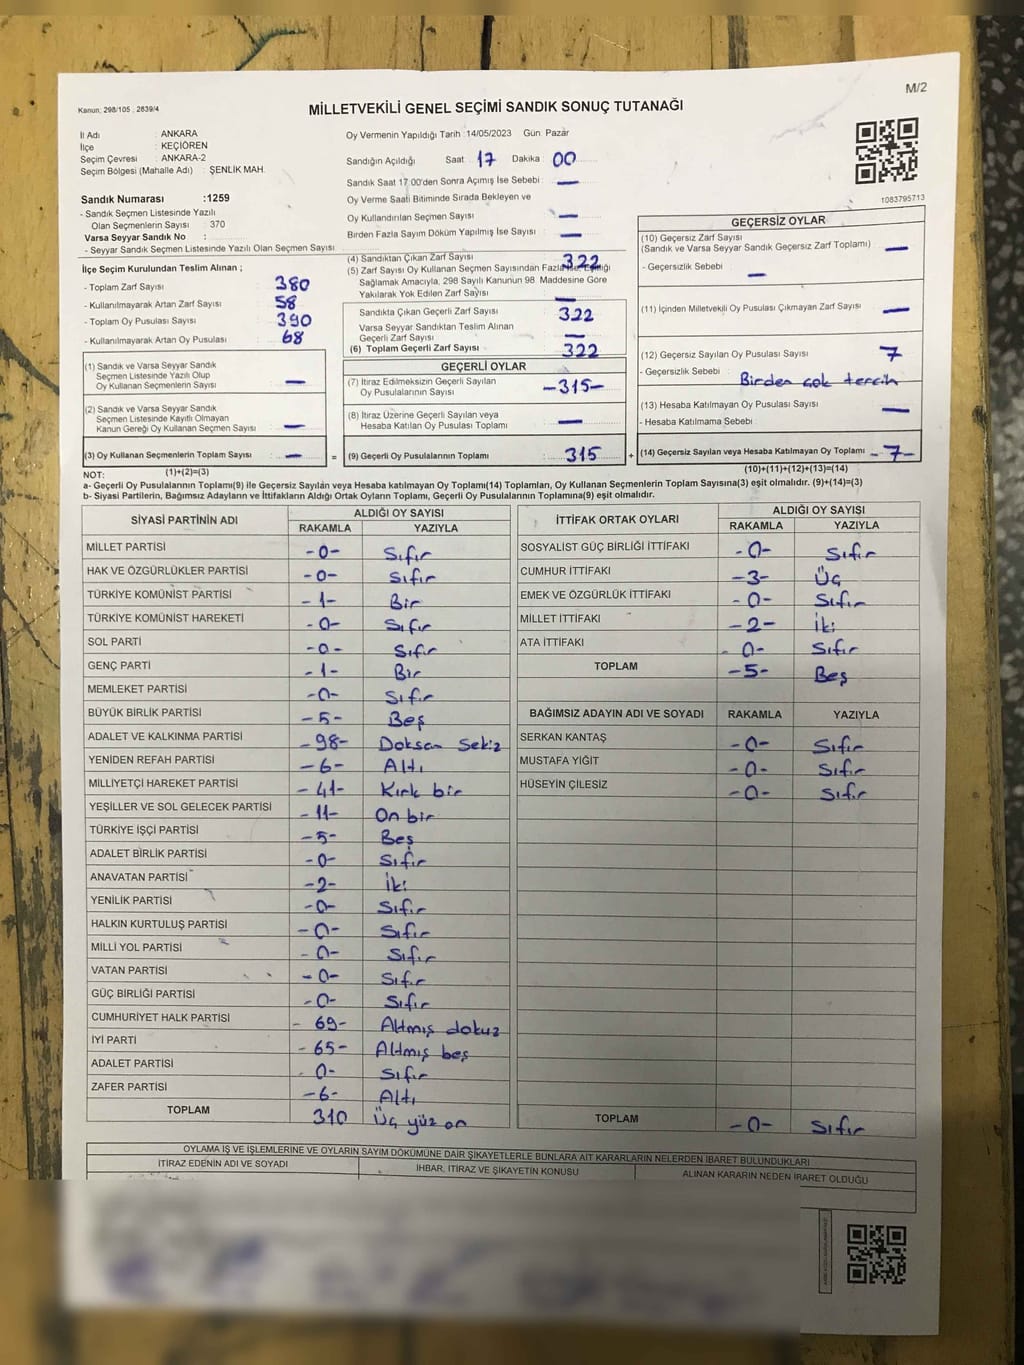 M/2
Kanun: 298/105, 2839/4
MİLLETVEKİLİ GENEL SEÇİMİ SANDIK SONUÇ TUTANAĞI
İl Adı : ANKARA
İlçe : KEÇİÖREN
Seçim Çevresi : ANKARA-2
Seçim Bölgesi (Mahalle Adı) : ŞENLİK MAH.
Oy Vermenin Yapıldığı Tarih :14/05/2023 Gün: Pazar
Sandığın Açıldığı Saat 17 Dakika 00
Sandık Saat 17:00'den Sonra Açımış İse Sebebi : —
Oy Verme Saati Bitiminde Sırada Bekleyen ve
Oy Kullandırılan Seçmen Sayısı —
Birden Fazla Sayım Döküm Yapılmış İse Sayısı : —
1083795713
Sandık Numarası :1259
- Sandık Seçmen Listesinde Yazılı
Olan Seçmenlerin Sayısı : 370
Varsa Seyyar Sandık No :
- Seyyar Sandık Seçmen Listesinde Yazılı Olan Seçmen Sayısı
İlçe Seçim Kurulundan Teslim Alınan ;
- Toplam Zarf Sayısı 380
- Kullanılmayarak Artan Zarf Sayısı 58
- Toplam Oy Pusulası Sayısı 390
- Kullanılmayarak Artan Oy Pusulası 68
(4) Sandıktan Çıkan Zarf Sayısı 322
(5) Zarf Sayısı Oy Kullanan Seçmen Sayısından Fazla İse, Eşitliği
Sağlamak Amacıyla, 298 Sayılı Kanunun 98. Maddesine Göre
Yakılarak Yok Edilen Zarf Sayısı —
Sandıkta Çıkan Geçerli Zarf Sayısı 322
Varsa Seyyar Sandıktan Teslim Alınan
Geçerli Zarf Sayısı —
(6) Toplam Geçerli Zarf Sayısı 322
GEÇERSİZ OYLAR
(10) Geçersiz Zarf Sayısı
(Sandık ve Varsa Seyyar Sandık Geçersiz Zarf Toplamı) —
- Geçersizlik Sebebi —
(11) İçinden Milletvekili Oy Pusulası Çıkmayan Zarf Sayısı —
(12) Geçersiz Sayılan Oy Pusulası Sayısı 7
- Geçersizlik Sebebi : Birden çok tercih
(13) Hesaba Katılmayan Oy Pusulası Sayısı —
- Hesaba Katılmama Sebebi
(14) Geçersiz Sayılan veya Hesaba Katılmayan Oy Toplamı -7-
(10)+(11)+(12)+(13)=(14)
(1) Sandık ve Varsa Seyyar Sandık
Seçmen Listesinde Yazılı Olup
Oy Kullanan Seçmenlerin Sayısı —
(2) Sandık ve Varsa Seyyar Sandık
Seçmen Listesinde Kayıtlı Olmayan
Kanun Gereği Oy Kullanan Seçmen Sayısı —
(3) Oy Kullanan Seçmenlerin Toplam Sayısı — =
(1)+(2)=(3)
GEÇERLİ OYLAR
(7) İtiraz Edilmeksizin Geçerli Sayılan
Oy Pusulalarının Sayısı -315-
(8) İtiraz Üzerine Geçerli Sayılan veya
Hesaba Katılan Oy Pusulası Toplamı —
(9) Geçerli Oy Pusulalarının Toplamı 315 +
NOT:
a- Geçerli Oy Pusulalarının Toplamı(9) ile Geçersiz Sayılan veya Hesaba katılmayan Oy Toplamı(14) Toplamları, Oy Kullanan Seçmenlerin Toplam Sayısına(3) eşit olmalıdır. (9)+(14)=(3)
b- Siyasi Partilerin, Bağımsız Adayların ve İttifakların Aldığı Ortak Oyların Toplamı, Geçerli Oy Pusulalarının Toplamına(9) eşit olmalıdır.
SİYASİ PARTİNİN ADI ALDIĞI OY SAYISI
RAKAMLA YAZIYLA
MİLLET PARTİSİ -0- Sıfır
HAK VE ÖZGÜRLÜKLER PARTİSİ -0- Sıfır
TÜRKİYE KOMÜNİST PARTİSİ -1- Bir
TÜRKİYE KOMÜNİST HAREKETİ -0- Sıfır
SOL PARTİ -0- Sıfır
GENÇ PARTİ -1- Bir
MEMLEKET PARTİSİ -0- Sıfır
BÜYÜK BİRLİK PARTİSİ -5- Beş
ADALET VE KALKINMA PARTİSİ -98- Doksan Sekiz
YENİDEN REFAH PARTİSİ -6- Altı
MİLLİYETÇİ HAREKET PARTİSİ -41- Kırk bir
YEŞİLLER VE SOL GELECEK PARTİSİ -11- On bir
TÜRKİYE İŞÇİ PARTİSİ -5- Beş
ADALET BİRLİK PARTİSİ -0- Sıfır
ANAVATAN PARTİSİ -2- İki
YENİLİK PARTİSİ -0- Sıfır
HALKIN KURTULUŞ PARTİSİ -0- Sıfır
MİLLİ YOL PARTİSİ -0- Sıfır
VATAN PARTİSİ -0- Sıfır
GÜÇ BİRLİĞİ PARTİSİ -0- Sıfır
CUMHURİYET HALK PARTİSİ -69- Altmış dokuz
İYİ PARTİ -65- Altmış beş
ADALET PARTİSİ -0- Sıfır
ZAFER PARTİSİ -6- Altı
TOPLAM 310 Üç yüz on
İTTİFAK ORTAK OYLARI ALDIĞI OY SAYISI
RAKAMLA YAZIYLA
SOSYALİST GÜÇ BİRLİĞİ İTTİFAKI -0- Sıfır
CUMHUR İTTİFAKI -3- Üç
EMEK VE ÖZGÜRLÜK İTTİFAKI -0- Sıfır
MİLLET İTTİFAKI -2- İki
ATA İTTİFAKI -0- Sıfır
TOPLAM -5- Beş
BAĞIMSIZ ADAYIN ADI VE SOYADI RAKAMLA YAZIYLA
SERKAN KANTAŞ -0- Sıfır
MUSTAFA YİĞİT -0- Sıfır
HÜSEYİN ÇİLESİZ -0- Sıfır
TOPLAM -0- Sıfır
OYLAMA İŞ VE İŞLEMLERİNE VE OYLARIN SAYIM DÖKÜMÜNE DAİR ŞİKAYETLERLE BUNLARA AİT KARARLARIN NELERDEN İBARET BULUNDUKLARI
İTİRAZ EDENİN ADI VE SOYADI İHBAR, İTİRAZ VE ŞİKAYETİN KONUSU ALINAN KARARIN NEDEN İBARET OLDUĞU